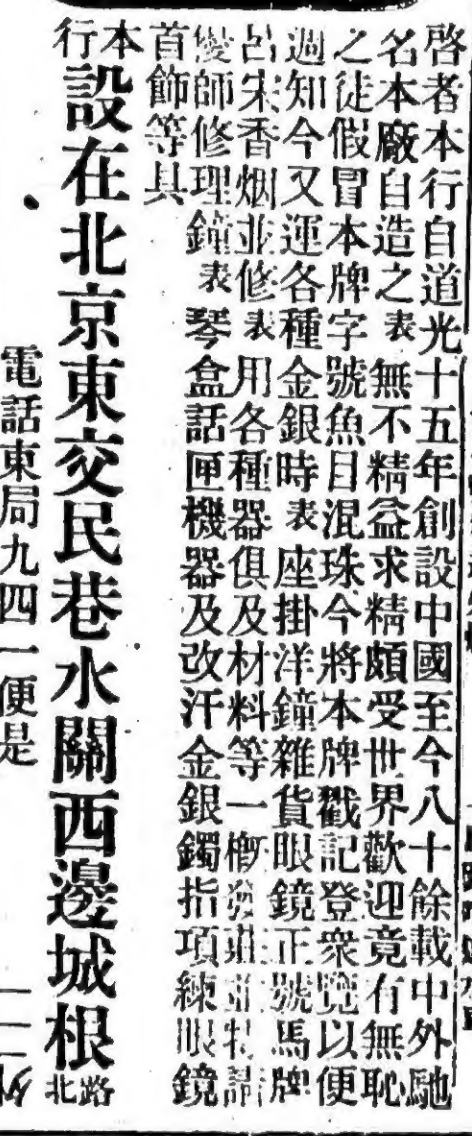 啓者本行自道光十五年創設中國至今八十餘載中外馳
名本廠自造之表無不精益求精頗受世界歡迎竟有無恥
之徒假冒本牌字號魚目混珠今將本牌戳記登衆覽以便
週知今又運各種金銀時表座掛洋鐘雜貨眼鏡正號馬牌
呂宋香烟並修表用各種器俱及材料等一概發莊並特請
師修理鐘表琴盒話匣機器及改汗金銀鐲指項練眼鏡
首飾等具
本行
設在北京東交民巷水關西邊城根
路北
電話東局九四一便是